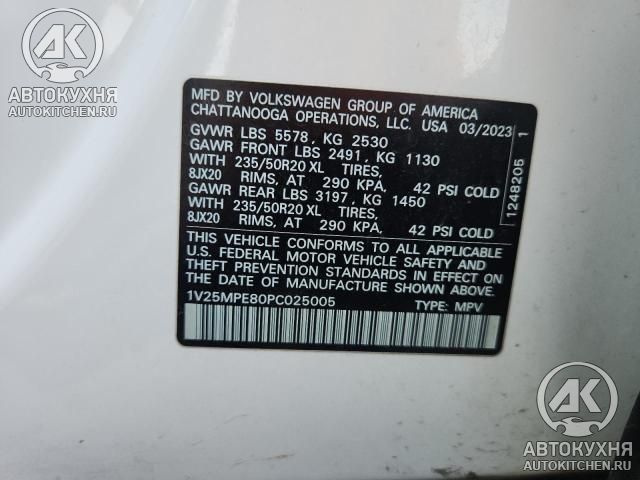 AK
АВТОКУХНЯ
AUTOKITCHEN.RU
MFD BY VOLKSWAGEN GROUP OF AMERICA
CHATTANOOGA OPERATIONS, LLC. USA 03/2023
GVWR LBS 5578, KG 2530
GAWR FRONT LBS 2491, KG 1130
WITH 235/50R20 XL TIRES,
8JX20 RIMS, AT 290 KPA, 42 PSI COLD
GAWR REAR LBS 3197, KG 1450
WITH 235/50R20 XL TIRES,
8JX20 RIMS, AT 290 KPA, 42 PSI COLD
THIS VEHICLE CONFORMS TO ALL APPLICABLE
U.S. FEDERAL MOTOR VEHICLE SAFETY AND
THEFT PREVENTION STANDARDS IN EFFECT ON
THE DATE OF MANUFACTURE SHOWN ABOVE.
1V25MPE80PC025005 TYPE: MPV
1248205 1
AK
АВТОКУХНЯ
AUTOKITCHEN.RU